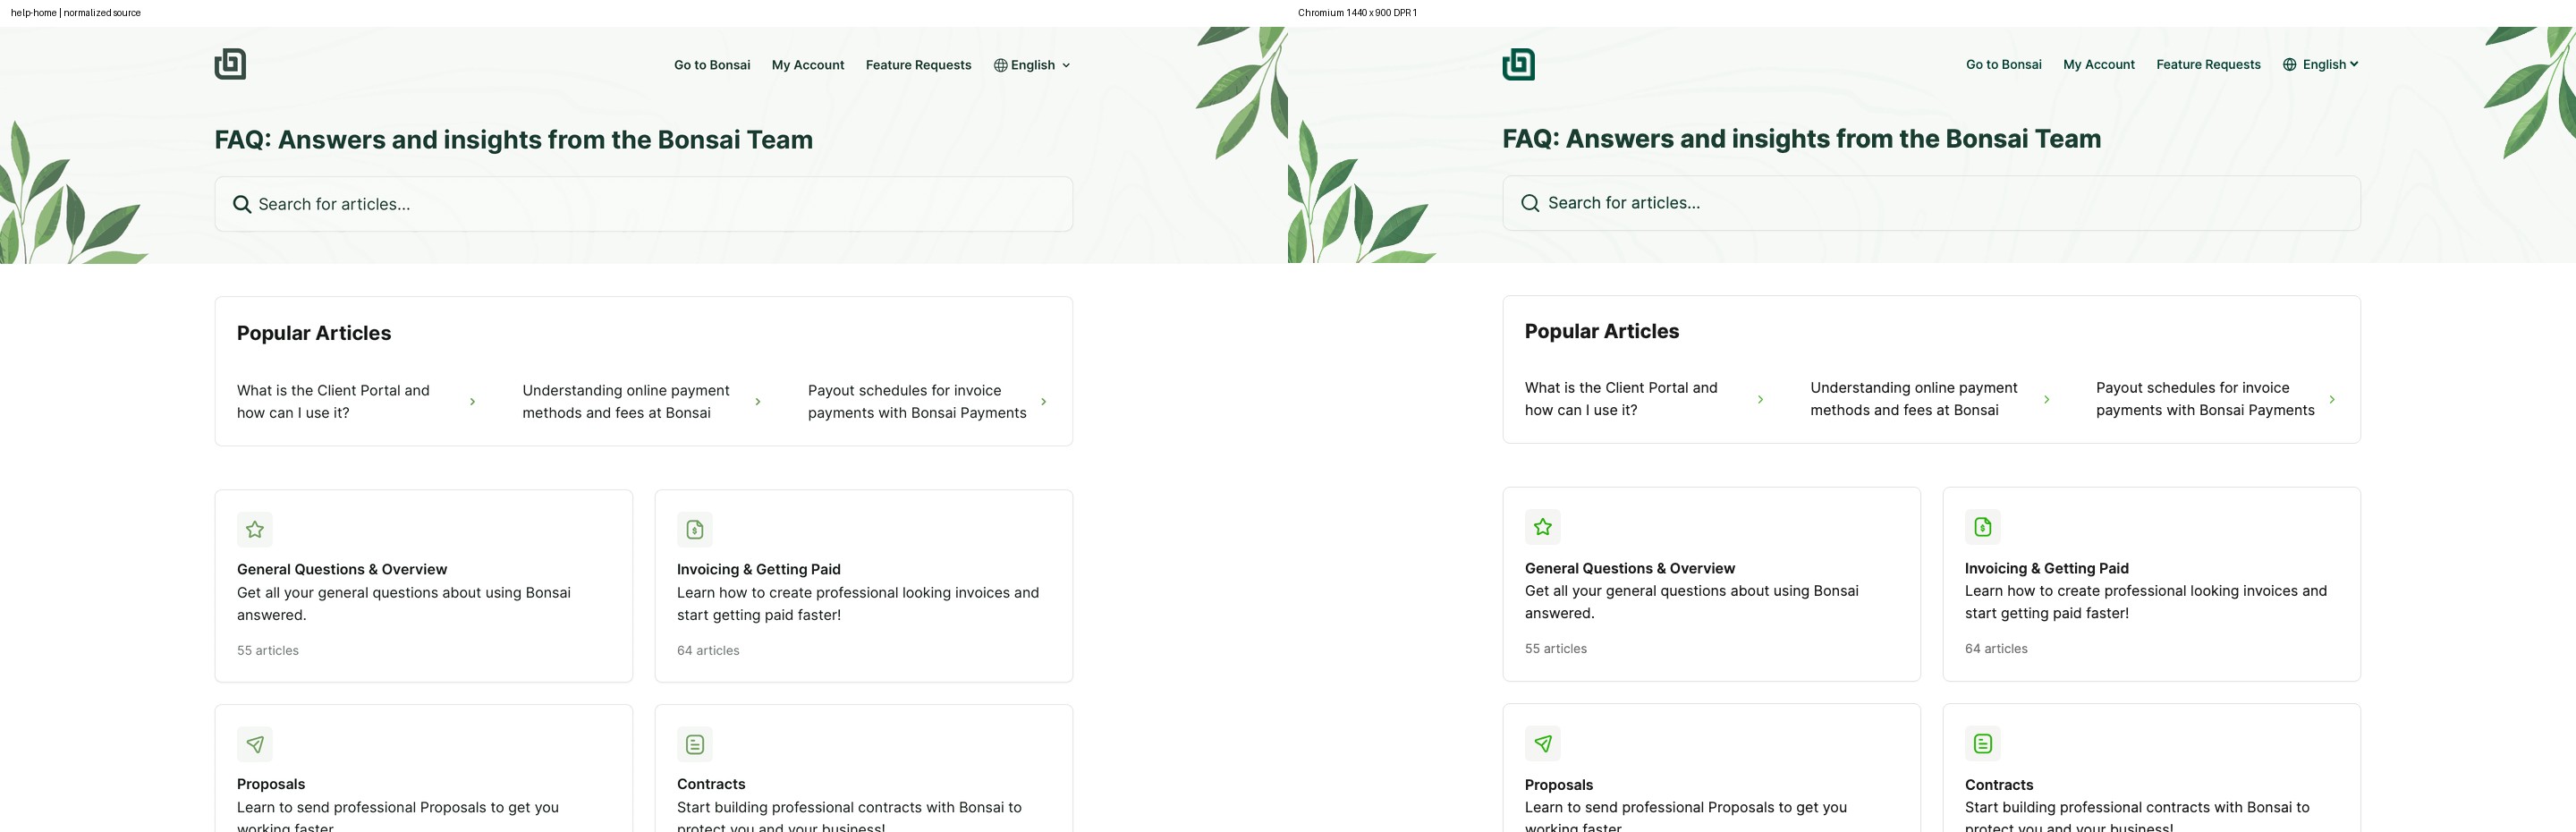 help-home | normalized source
Chromium 1440 x 900 DPR 1
Go to Bonsai My Account Feature Requests English
FAQ: Answers and insights from the Bonsai Team
Search for articles...
Popular Articles
What is the Client Portal and
how can I use it?
Understanding online payment
methods and fees at Bonsai
Payout schedules for invoice
payments with Bonsai Payments
General Questions & Overview
Get all your general questions about using Bonsai
answered.
55 articles
Invoicing & Getting Paid
Learn how to create professional looking invoices and
start getting paid faster!
64 articles
Proposals
Learn to send professional Proposals to get you
working faster
Contracts
Start building professional contracts with Bonsai to
protect you and your business!
Go to Bonsai My Account Feature Requests English
FAQ: Answers and insights from the Bonsai Team
Search for articles...
Popular Articles
What is the Client Portal and
how can I use it?
Understanding online payment
methods and fees at Bonsai
Payout schedules for invoice
payments with Bonsai Payments
General Questions & Overview
Get all your general questions about using Bonsai
answered.
55 articles
Invoicing & Getting Paid
Learn how to create professional looking invoices and
start getting paid faster!
64 articles
Proposals
Learn to send professional Proposals to get you
working faster
Contracts
Start building professional contracts with Bonsai to
protect you and your business!